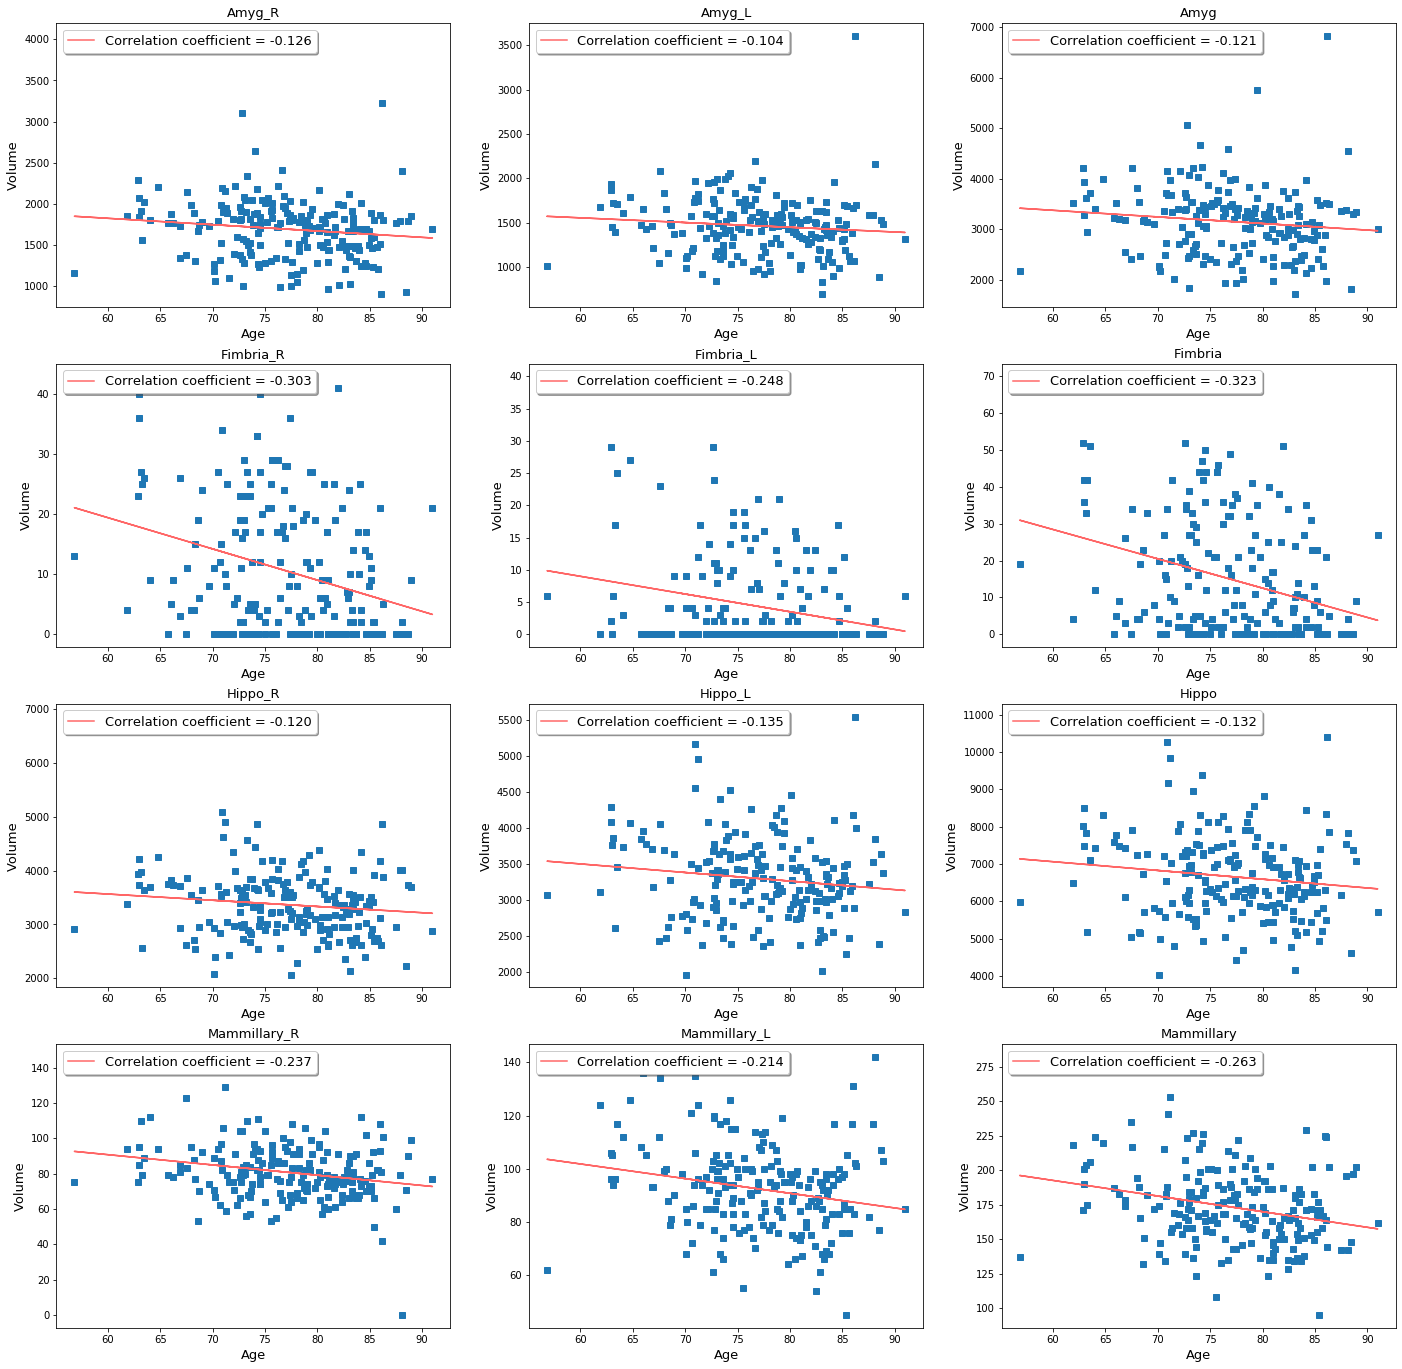 Amyg_R
Correlation coefficient = -0.126
Volume
4000
3500
3000
2500
2000
1500
1000
60 65 70 75 80 85 90
Age
Amyg_L
Correlation coefficient = -0.104
Volume
3500
3000
2500
2000
1500
1000
60 65 70 75 80 85 90
Age
Amyg
Correlation coefficient = -0.121
Volume
7000
6000
5000
4000
3000
2000
60 65 70 75 80 85 90
Age
Fimbria_R
Correlation coefficient = -0.303
Volume
40
30
20
10
0
60 65 70 75 80 85 90
Age
Fimbria_L
Correlation coefficient = -0.248
Volume
40
35
30
25
20
15
10
5
0
60 65 70 75 80 85 90
Age
Fimbria
Correlation coefficient = -0.323
Volume
70
60
50
40
30
20
10
0
60 65 70 75 80 85 90
Age
Hippo_R
Correlation coefficient = -0.120
Volume
7000
6000
5000
4000
3000
2000
60 65 70 75 80 85 90
Age
Hippo_L
Correlation coefficient = -0.135
Volume
5500
5000
4500
4000
3500
3000
2500
2000
60 65 70 75 80 85 90
Age
Hippo
Correlation coefficient = -0.132
Volume
11000
10000
9000
8000
7000
6000
5000
4000
60 65 70 75 80 85 90
Age
Mammillary_R
Correlation coefficient = -0.237
Volume
140
120
100
80
60
40
20
0
60 65 70 75 80 85 90
Age
Mammillary_L
Correlation coefficient = -0.214
Volume
140
120
100
80
60
60 65 70 75 80 85 90
Age
Mammillary
Correlation coefficient = -0.263
Volume
275
250
225
200
175
150
125
100
60 65 70 75 80 85 90
Age